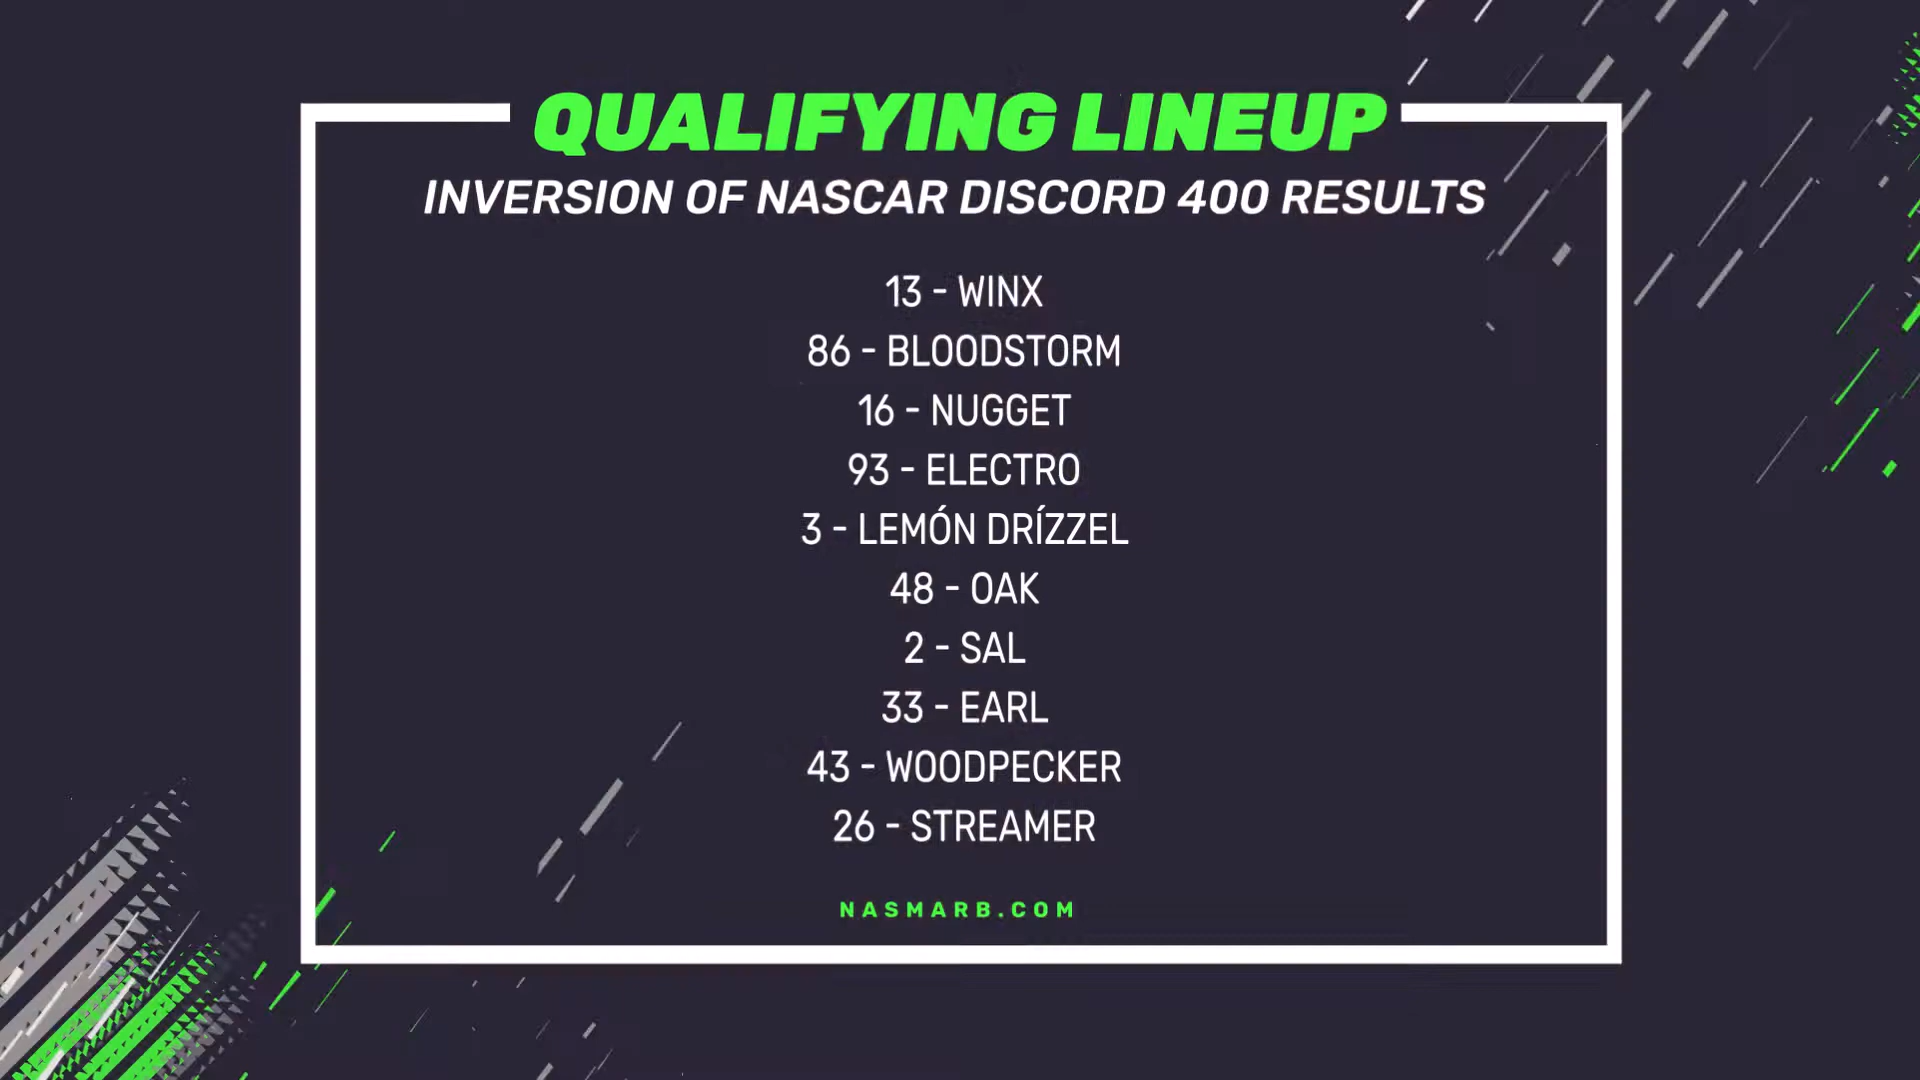 QUALIFYING LINEUP
INVERSION OF NASCAR DISCORD 400 RESULTS
13 - WINX
86 - BLOODSTORM
16 - NUGGET
93 - ELECTRO
3 - LEMÓN DRÍZZEL
48 - OAK
2 - SAL
33 - EARL
43 - WOODPECKER
26 - STREAMER
NASMARB.COM